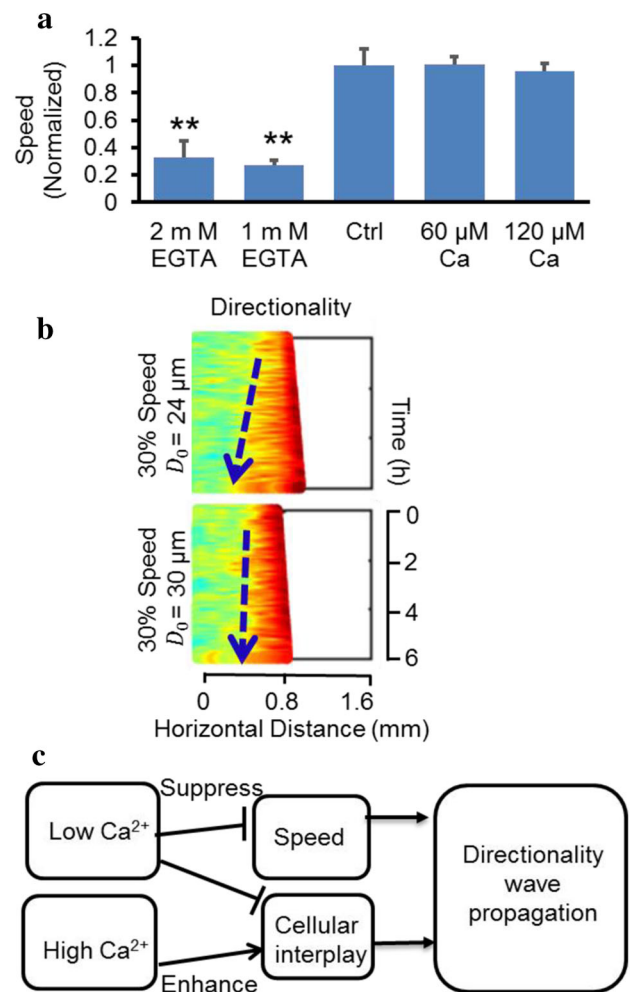 a
Speed
(Normalized)
1.2
1
0.8
0.6
0.4
0.2
0
**
**
2 m M
EGTA
1 m M
EGTA
Ctrl
60 µM
Ca
120 µM
Ca
b
Directionality
30% Speed
D₀ = 24 µm
30% Speed
D₀ = 30 µm
Time (h)
0
2
4
6
0
0.8
1.6
Horizontal Distance (mm)
c
Suppress
Low Ca²⁺
Speed
High Ca²⁺
Cellular
interplay
Enhance
Directionality
wave
propagation